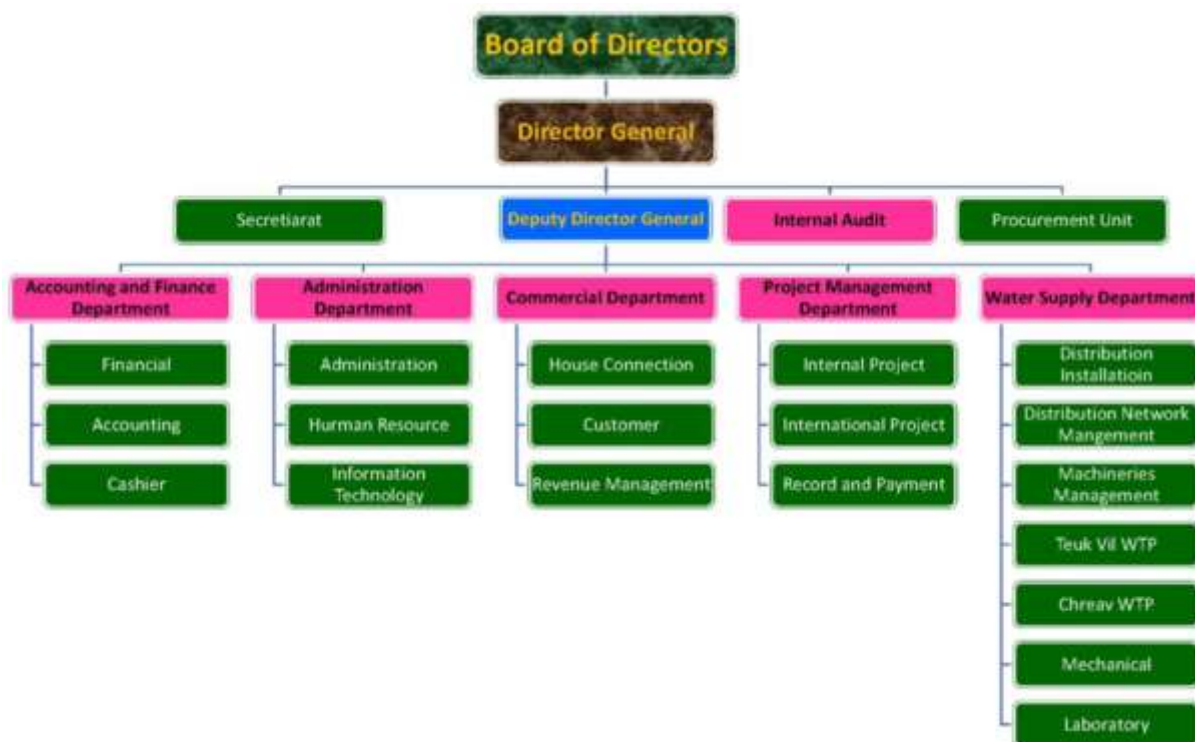 Board of Directors
Director General
Secretiarat
Deputy Director General
Internal Audit
Procurement Unit
Accounting and Finance
Department
Administration
Department
Commercial Department
Project Management
Department
Water Supply Department
Financial
Accounting
Cashier
Administration
Hurman Resource
Information
Technology
House Connection
Customer
Revenue Management
Internal Project
International Project
Record and Payment
Distribution
Installatioin
Distribution Network
Mangement
Machineries
Management
Teuk Vil WTP
Chreav WTP
Mechanical
Laboratory